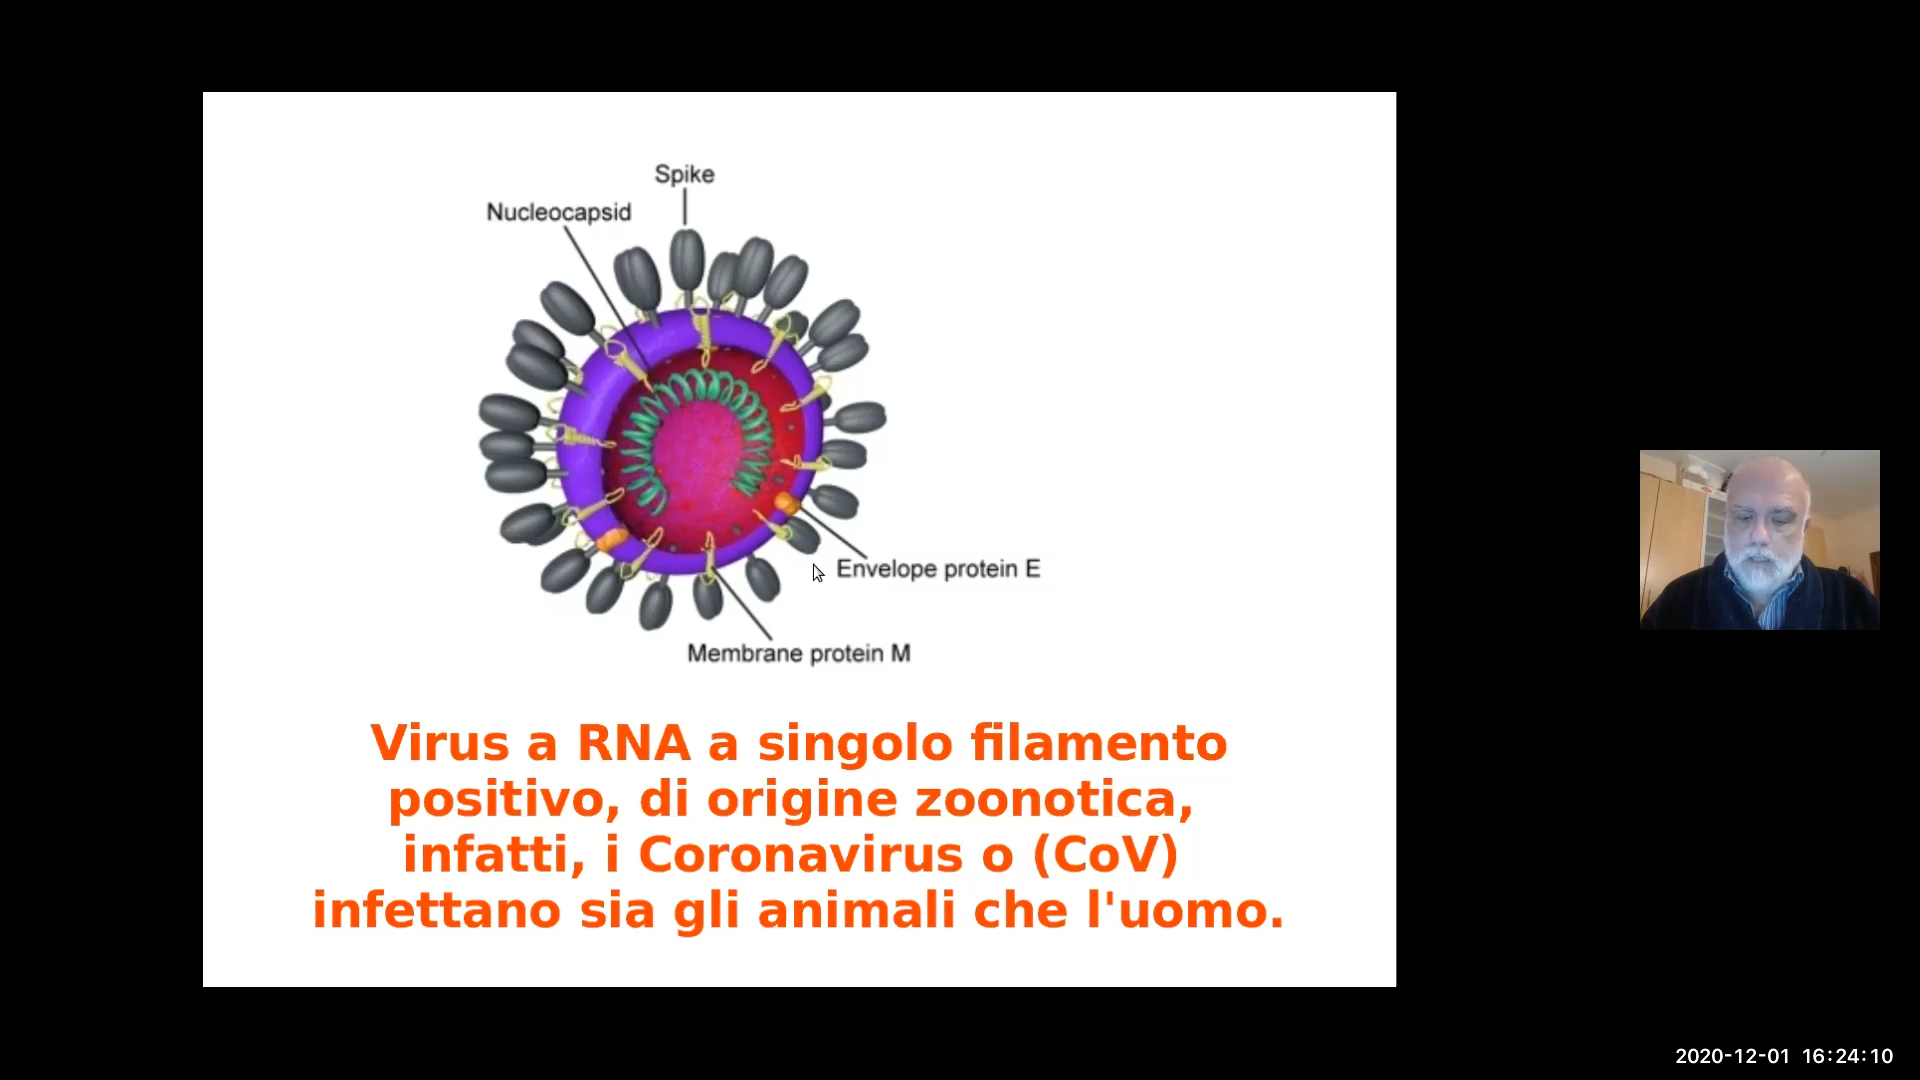 Spike
Nucleocapsid
Envelope protein E
Membrane protein M
Virus a RNA a singolo filamento
positivo, di origine zoonotica,
infatti, i Coronavirus o (CoV)
infettano sia gli animali che l'uomo.
2020-12-01 16:24:10